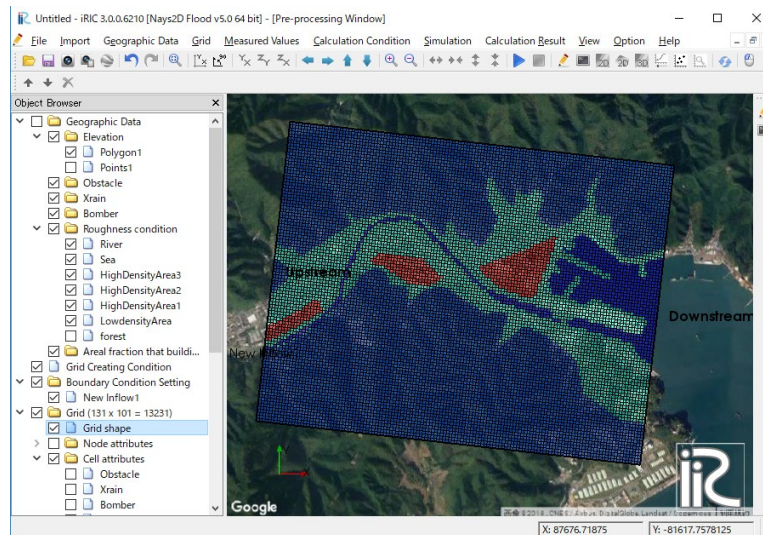 Untitled - iRIC 3.0.0.6210 [Nays2D Flood v5.0 64 bit] - [Pre-processing Window]
File Import Geographic Data Grid Measured Values Calculation Condition Simulation Calculation Result View Option Help
Object Browser
Geographic Data
Elevation
Polygon1
Points1
Obstacle
Xrain
Bomber
Roughness condition
River
Sea
HighDensityArea3
HighDensityArea2
HighDensityArea1
LowdensityArea
forest
Areal fraction that buildi...
Grid Creating Condition
Boundary Condition Setting
New Inflow1
Grid (131 x 101 = 13231)
Grid shape
Node attributes
Cell attributes
Obstacle
Xrain
Bomber
Upstream
Downstream
New Inflow
Google
iRIC
X: 87676.71875
Y: -81617.7578125